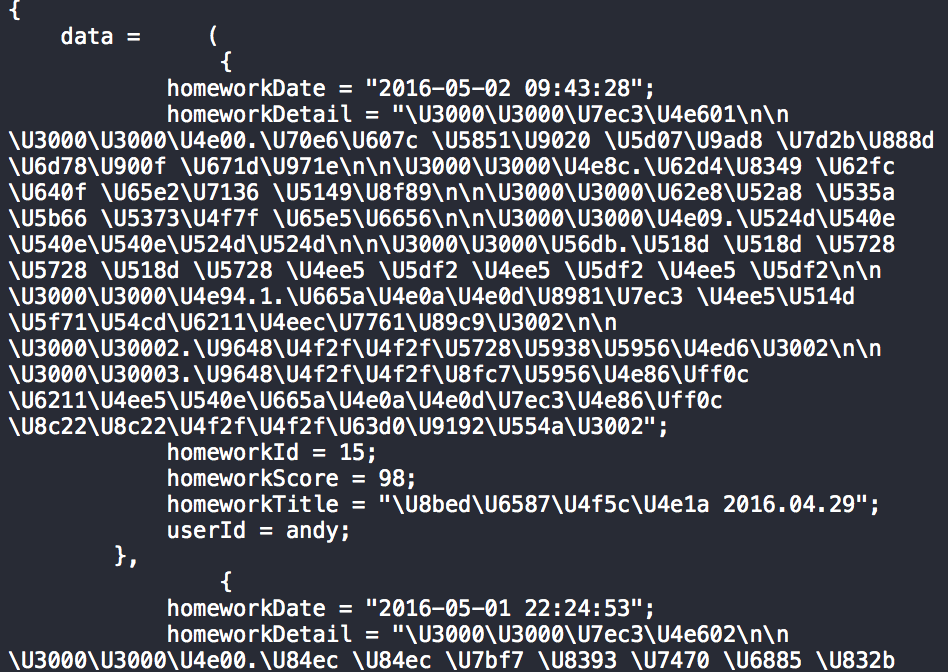 {
data = (
{
homeworkDate = "2016-05-02 09:43:28";
homeworkDetail = "\U3000\U3000\U7ec3\U4e601\n\n
\U3000\U3000\U4e00.\U70e6\U607c \U5851\U9020 \U5d07\U9ad8 \U7d2b\U888d
\U6d78\U900f \U671d\U971e\n\n\U3000\U3000\U4e8c.\U62d4\U8349 \U62fc
\U640f \U65e2\U7136 \U5149\U8f89\n\n\U3000\U3000\U62e8\U52a8 \U535a
\U5b66 \U5373\U4f7f \U65e5\U6656\n\n\U3000\U3000\U4e09.\U524d\U540e
\U540e\U540e\U524d\U524d\n\n\U3000\U3000\U56db.\U518d \U518d \U5728
\U5728 \U518d \U5728 \U4ee5 \U5df2 \U4ee5 \U5df2 \U4ee5 \U5df2\n\n
\U3000\U3000\U4e94.1.\U665a\U4e0a\U4e0d\U8981\U7ec3 \U4ee5\U514d
\U5f71\U54cd\U6211\U4eec\U7761\U89c9\U3002\n\n
\U3000\U30002.\U9648\U4f2f\U4f2f\U5728\U5938\U5956\U4ed6\U3002\n\n
\U3000\U30003.\U9648\U4f2f\U4f2f\U8fc7\U5956\U4e86\Uff0c
\U6211\U4ee5\U540e\U665a\U4e0a\U4e0d\U7ec3\U4e86\Uff0c
\U8c22\U8c22\U4f2f\U4f2f\U63d0\U9192\U554a\U3002";
homeworkId = 15;
homeworkScore = 98;
homeworkTitle = "\U8bed\U6587\U4f5c\U4e1a 2016.04.29";
userId = andy;
},
{
homeworkDate = "2016-05-01 22:24:53";
homeworkDetail = "\U3000\U3000\U7ec3\U4e602\n\n
\U3000\U3000\U4e00.\U84ec \U84ec \U7bf7 \U8393 \U7470 \U6885 \U832b